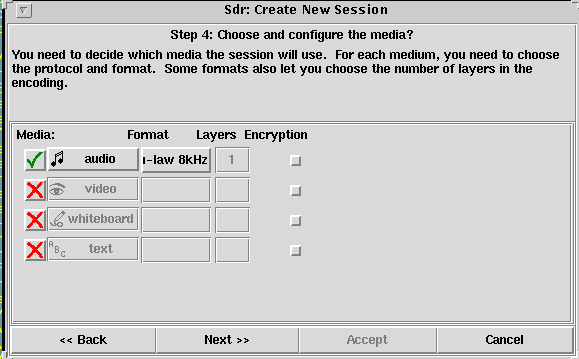 Sdr: Create New Session
Step 4: Choose and configure the media?
You need to decide which media the session will use. For each medium, you need to choose
the protocol and format. Some formats also let you choose the number of layers in the
encoding.
Media: Format Layers Encryption
audio -law 8kHz 1
video
whiteboard
ABC text
<< Back Next >> Accept Cancel